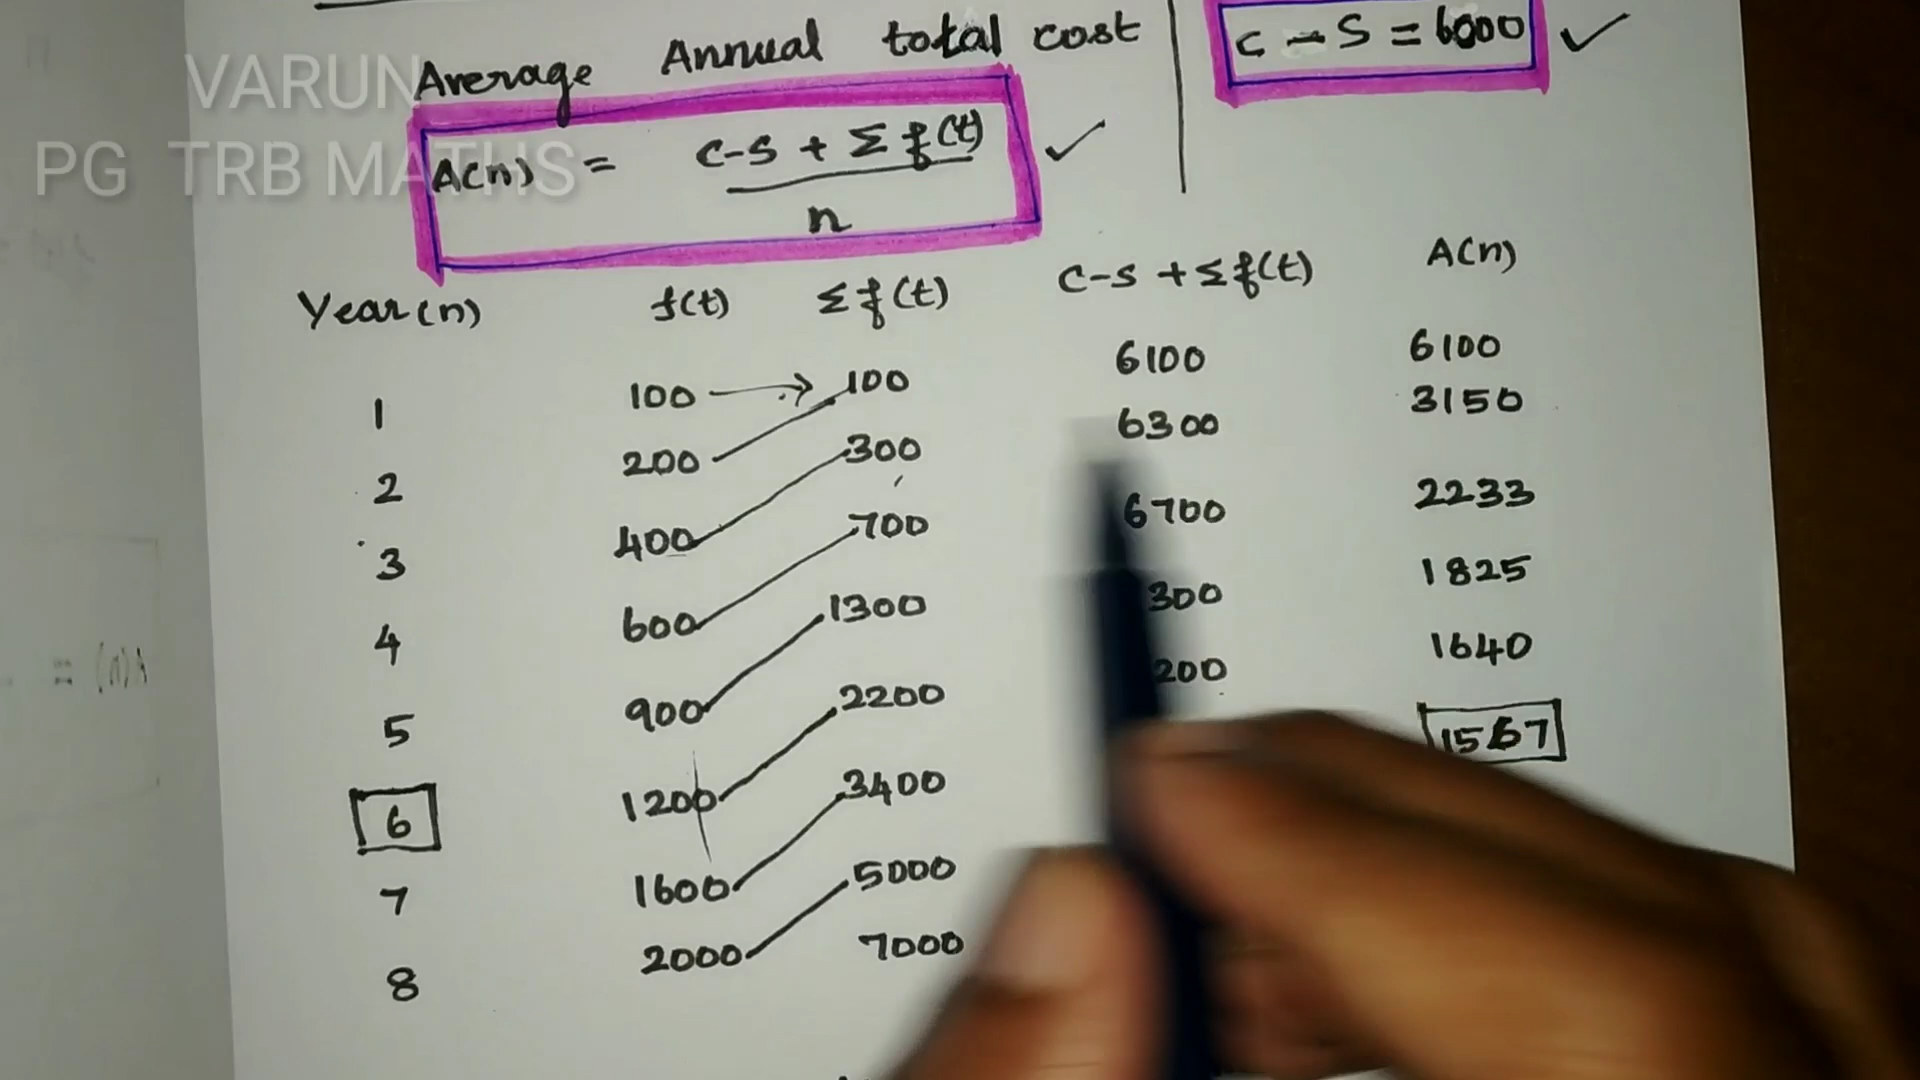 Average Annual total cost
C - S = 6000
VARUN
PG TRB MATHS
A(n) = C-S + Σ f(t)
n
Year(n) f(t) Σf(t) C-S + Σf(t) A(n)
1 100 100 6100 6100
2 200 300 6300 3150
3 400 700 6700 2233
4 600 1300 300 1825
5 900 2200 200 1640
6 1200 3400 1567
7 1600 5000
8 2000 7000
= (n)A